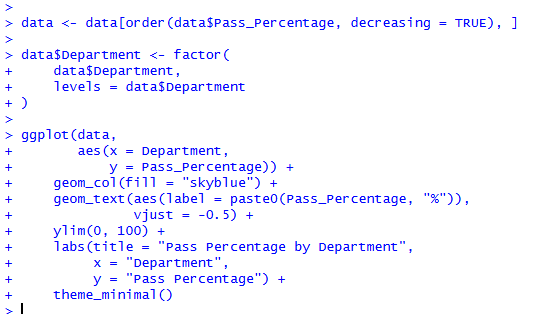 >
> data <- data[order(data$Pass_Percentage, decreasing = TRUE), ]
>
> data$Department <- factor(
+     data$Department,
+     levels = data$Department
+ )
>
> ggplot(data,
+        aes(x = Department,
+            y = Pass_Percentage)) +
+     geom_col(fill = "skyblue") +
+     geom_text(aes(label = paste0(Pass_Percentage, "%")),
+               vjust = -0.5) +
+     ylim(0, 100) +
+     labs(title = "Pass Percentage by Department",
+          x = "Department",
+          y = "Pass Percentage") +
+     theme_minimal()
>